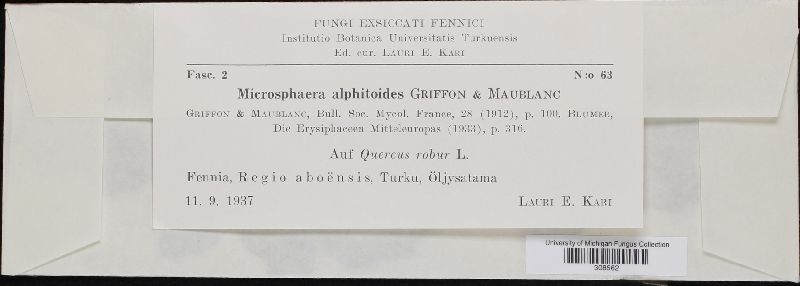 FUNGI EXSICCATI FENNICI
Institutio Botanica Universitatis Turkuensis
Ed. cur. LAURI E. KARI
Fasc. 2 N:o 63
Microsphaera alphitoides GRIFFON & MAUBLANC
GRIFFON & MAUBLANC, Bull. Soc. Mycol. France, 28 (1912), p. 100. BLUMER,
Die Erysiphaceen Mitteleuropas (1933), p. 316.
Auf Quercus robur L.
Fennia, Regio aboënsis, Turku, Öljysatama
11. 9. 1937 LAURI E. KARI
University of Michigan Fungus Collection
308562